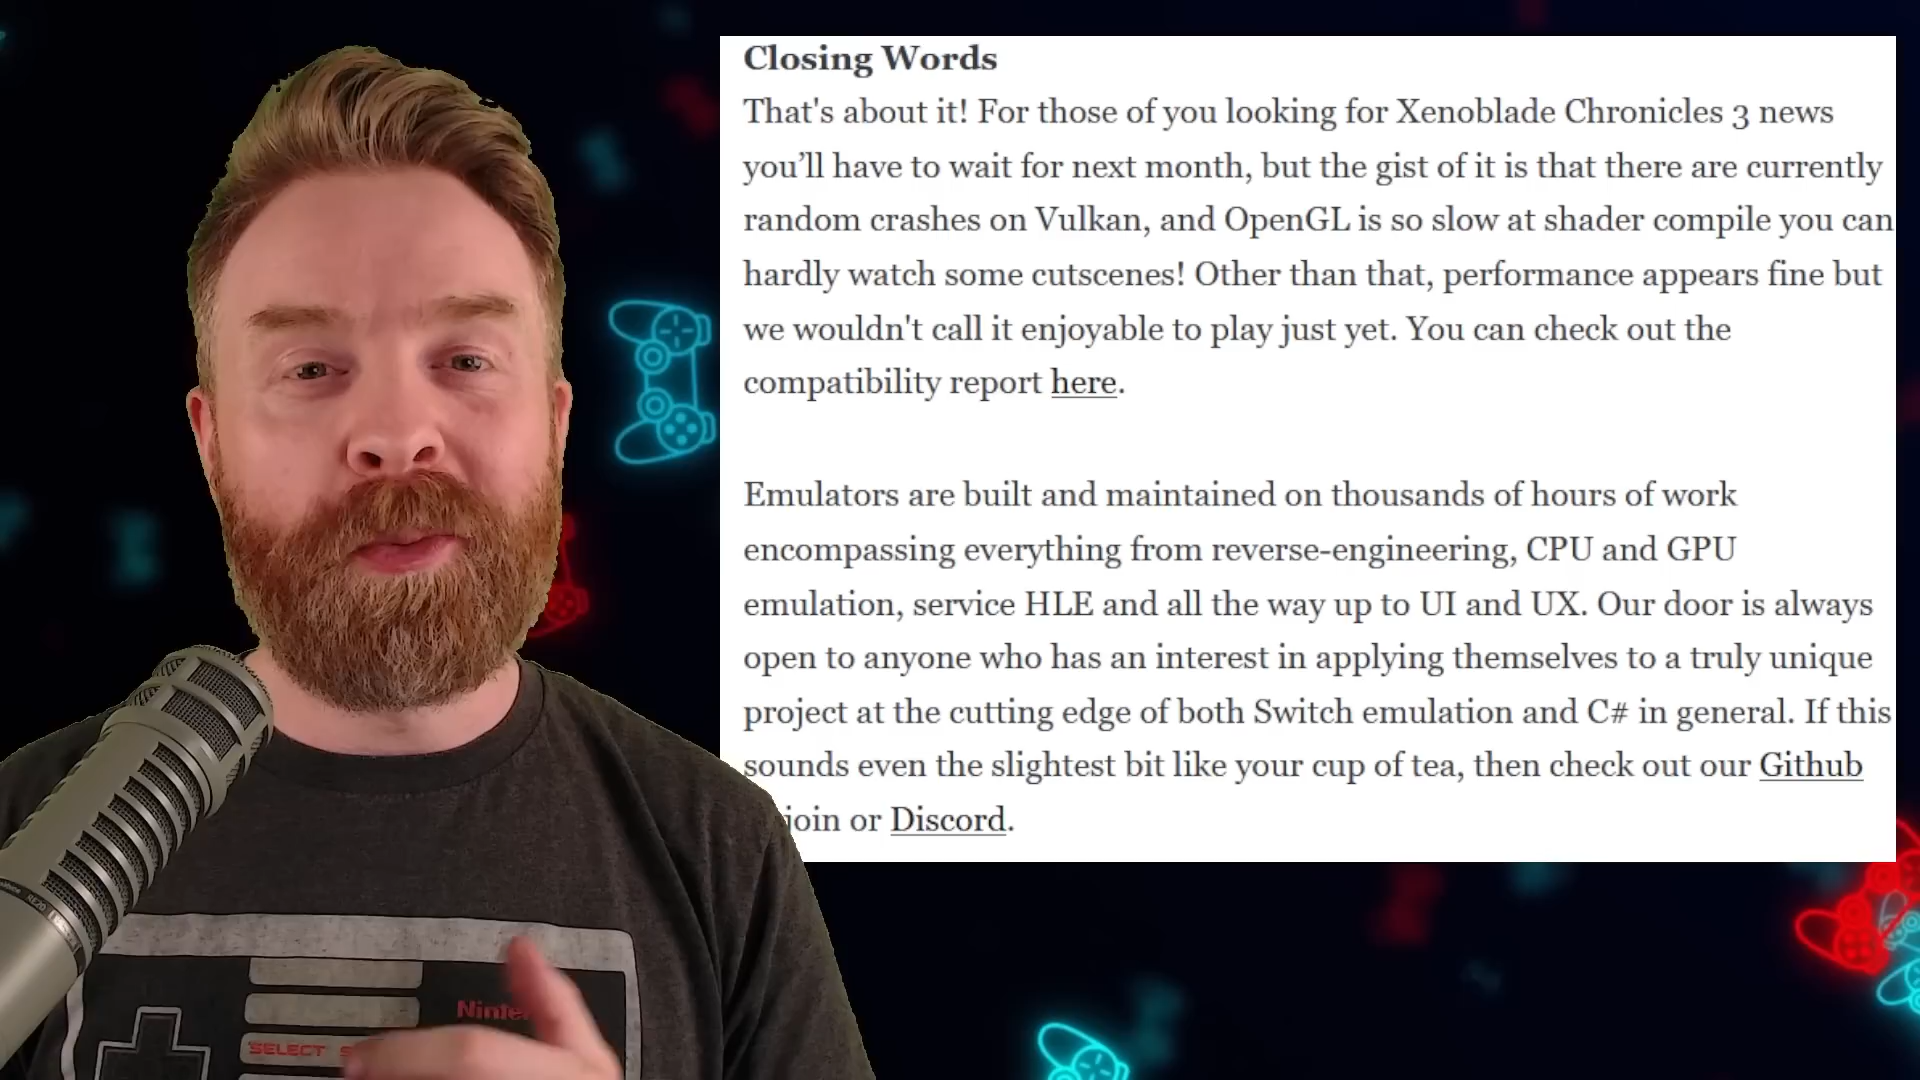 Closing Words
That's about it! For those of you looking for Xenoblade Chronicles 3 news
you’ll have to wait for next month, but the gist of it is that there are currently
random crashes on Vulkan, and OpenGL is so slow at shader compile you can
hardly watch some cutscenes! Other than that, performance appears fine but
we wouldn't call it enjoyable to play just yet. You can check out the
compatibility report here.
Emulators are built and maintained on thousands of hours of work
encompassing everything from reverse-engineering, CPU and GPU
emulation, service HLE and all the way up to UI and UX. Our door is always
open to anyone who has an interest in applying themselves to a truly unique
project at the cutting edge of both Switch emulation and C# in general. If this
sounds even the slightest bit like your cup of tea, then check out our Github
join or Discord.
RE20
SELECT